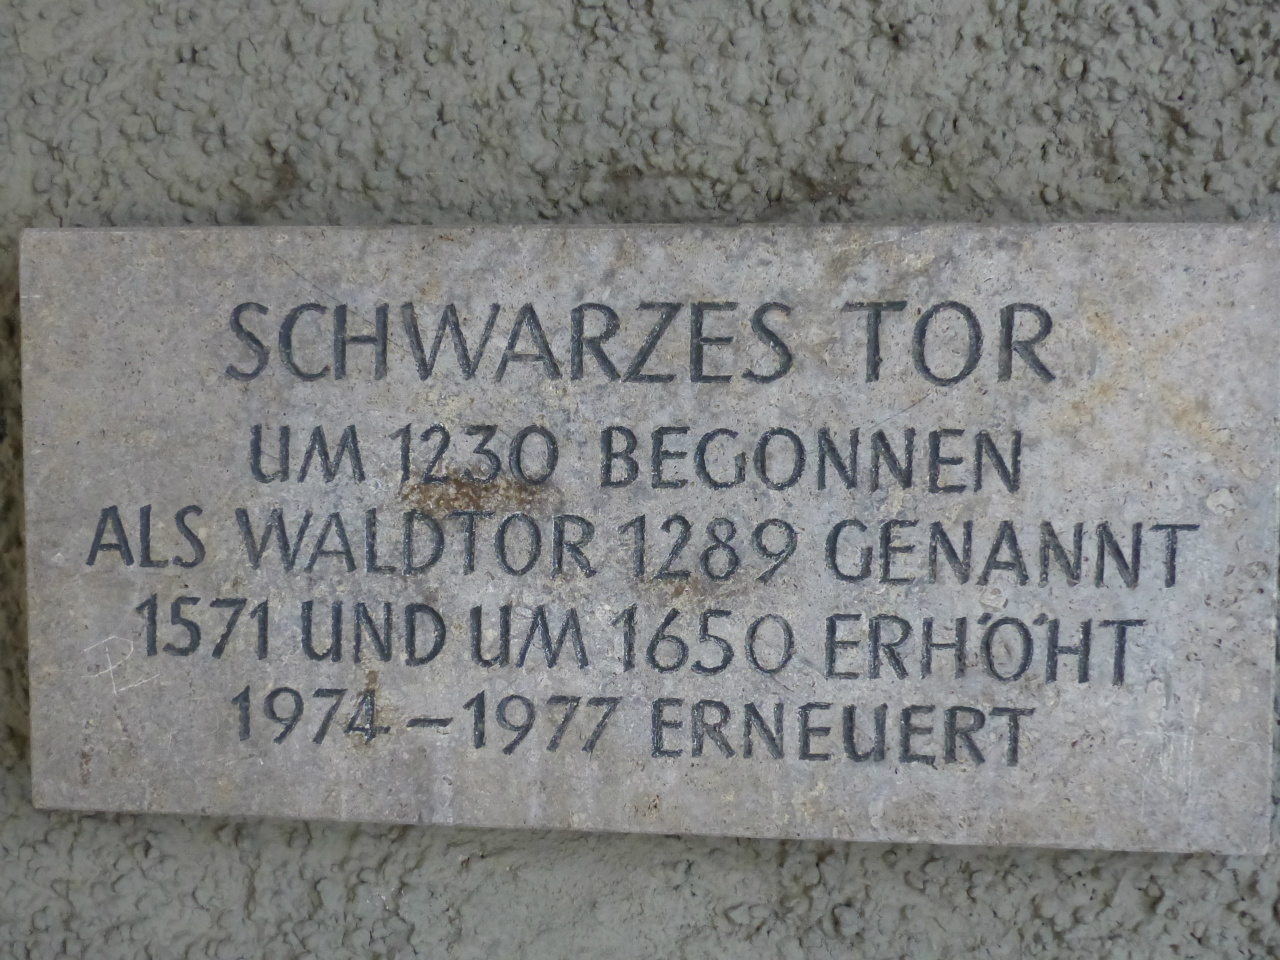 SCHWARZES TOR
UM 1230 BEGONNEN
ALS WALDTOR 1289 GENANNT
1571 UND UM 1650 ERHÖHT
1974–1977 ERNEUERT